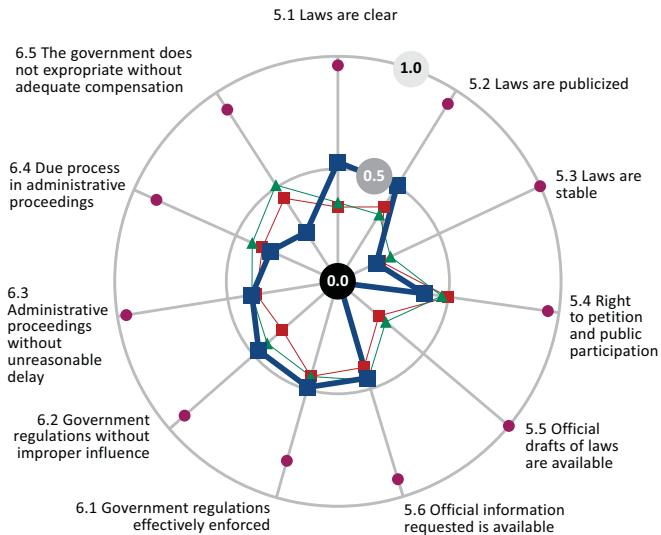 5.1 Laws are clear
1.0
5.2 Laws are publicized
5.3 Laws are
stable
5.4 Right
to petition
and public
participation
5.5 Official
drafts of laws
are available
5.6 Official information
requested is available
6.1 Government regulations
effectively enforced
6.2 Government
regulations without
improper influence
6.3
Administrative
proceedings
without
unreasonable
delay
6.4 Due process
in administrative
proceedings
6.5 The government does
not expropriate without
adequate compensation
0.5
0.0